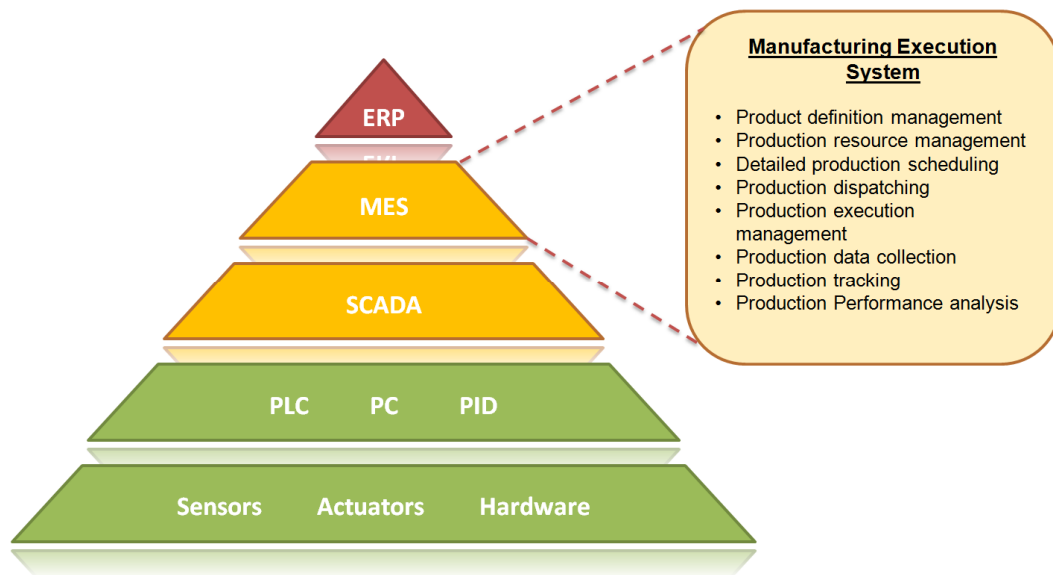 ERP
MES
SCADA
PLC PC PID
Sensors Actuators Hardware
Manufacturing Execution
System
• Product definition management
• Production resource management
• Detailed production scheduling
• Production dispatching
• Production execution
management
• Production data collection
• Production tracking
• Production Performance analysis